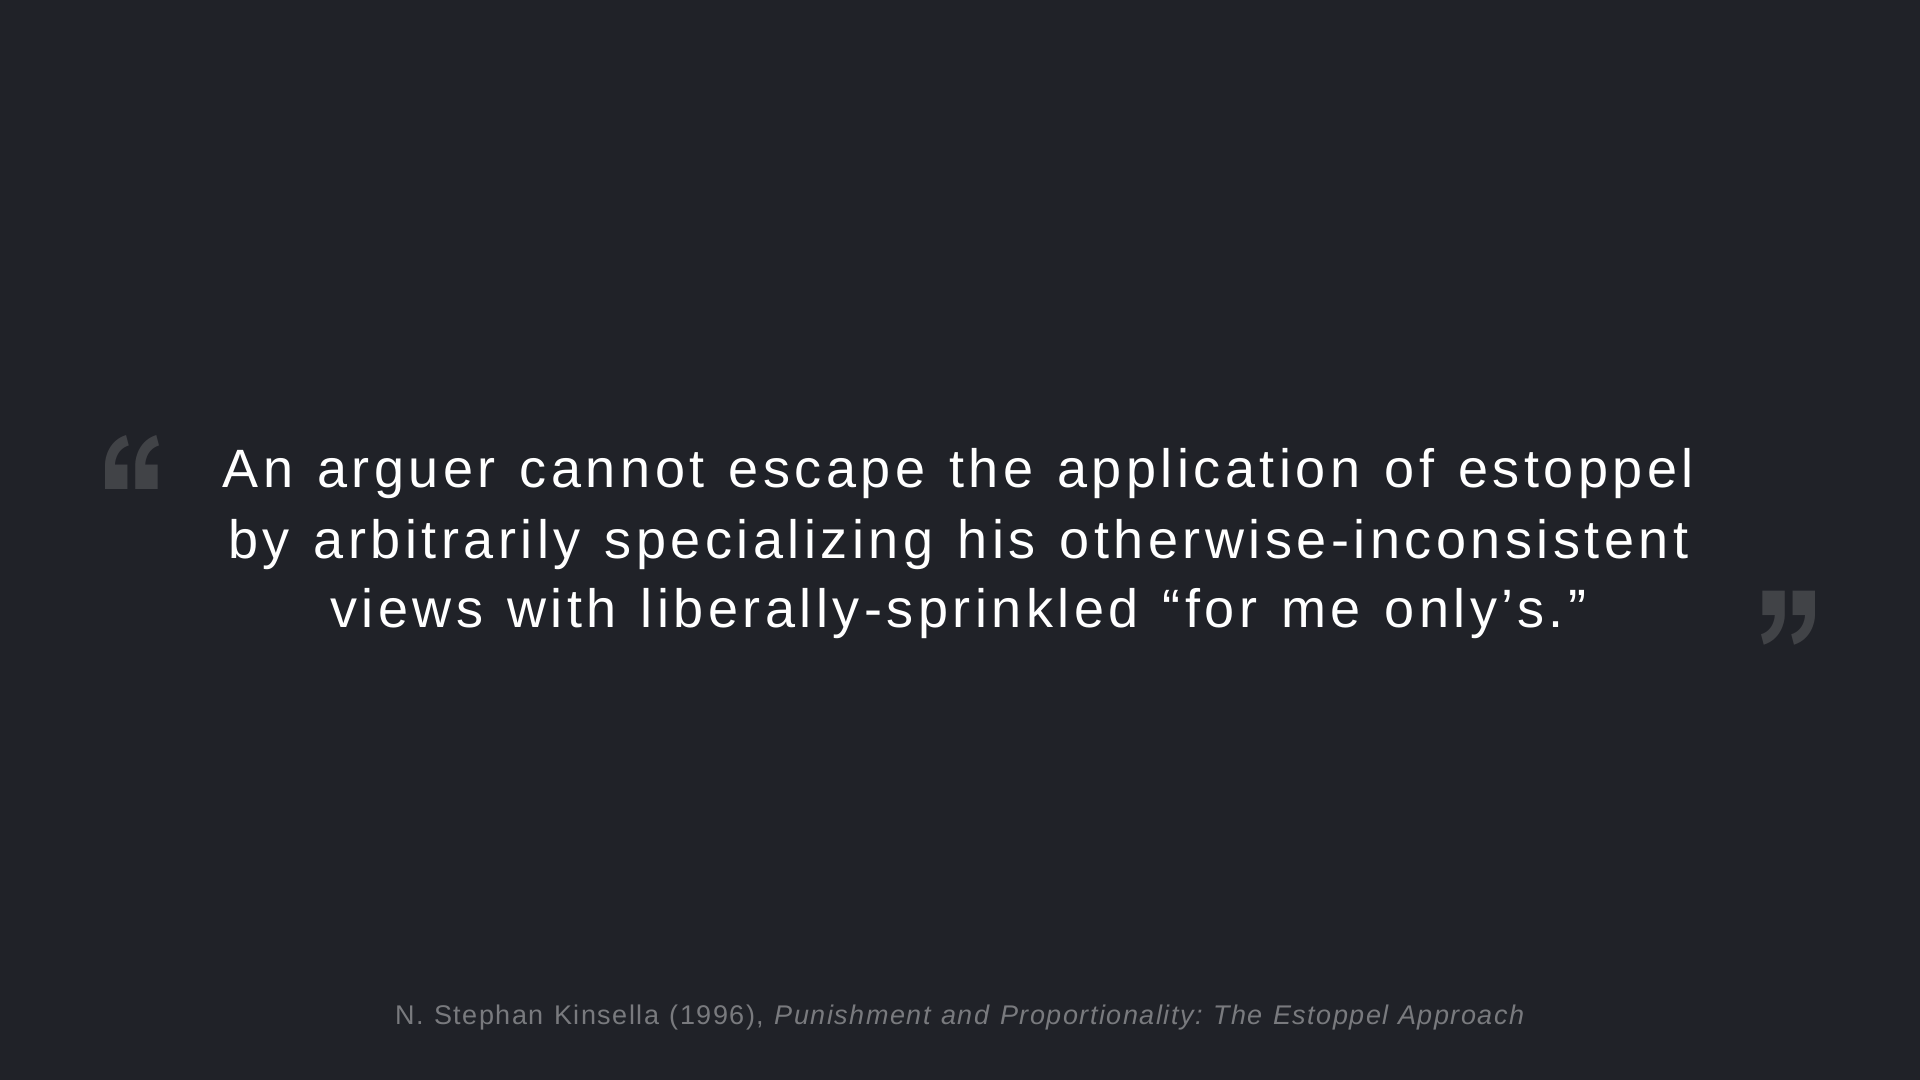 “
An arguer cannot escape the application of estoppel
by arbitrarily specializing his otherwise-inconsistent
views with liberally-sprinkled “for me only’s.”
”
N. Stephan Kinsella (1996), Punishment and Proportionality: The Estoppel Approach